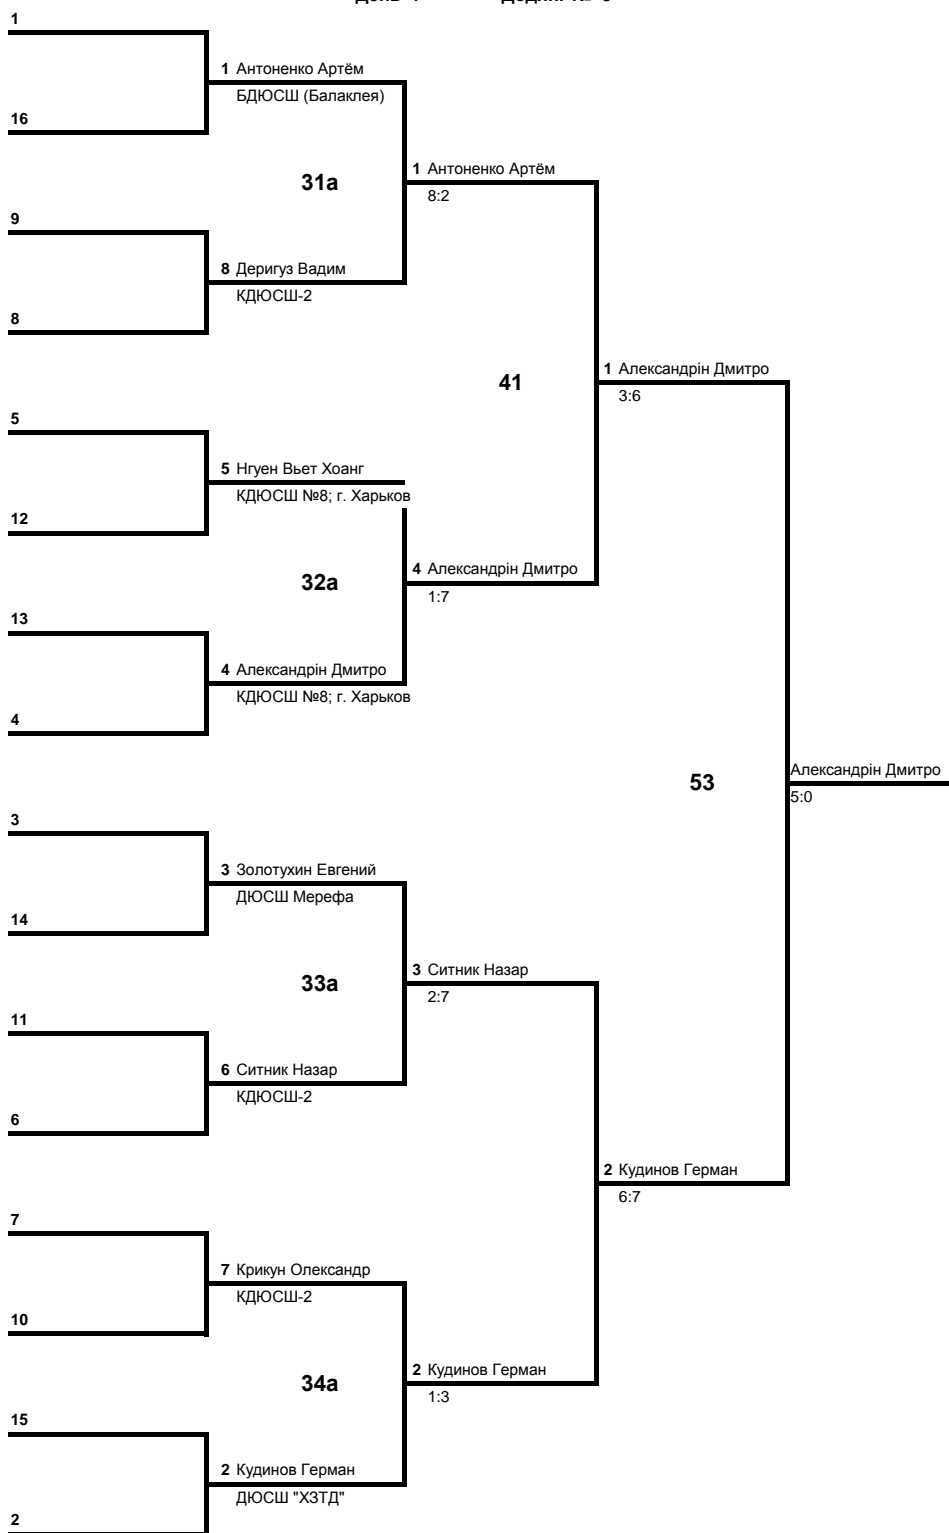 1
1 Антоненко Артём
БДЮСШ (Балаклея)
16
1 Антоненко Артём
31а
8:2
9
8 Деригуз Вадим
КДЮСШ-2
8
1 Александрін Дмитро
41
3:6
5
5 Нгуен Вьет Хоанг
КДЮСШ №8; г. Харьков
12
4 Александрін Дмитро
32а
1:7
13
4 Александрін Дмитро
КДЮСШ №8; г. Харьков
4
Александрін Дмитро
53
5:0
3
3 Золотухин Евгений
ДЮСШ Мерефа
14
3 Ситник Назар
33а
2:7
11
6 Ситник Назар
КДЮСШ-2
6
2 Кудинов Герман
6:7
7
7 Крикун Олександр
КДЮСШ-2
10
2 Кудинов Герман
34а
1:3
15
2 Кудинов Герман
ДЮСШ "ХЗТД"
2